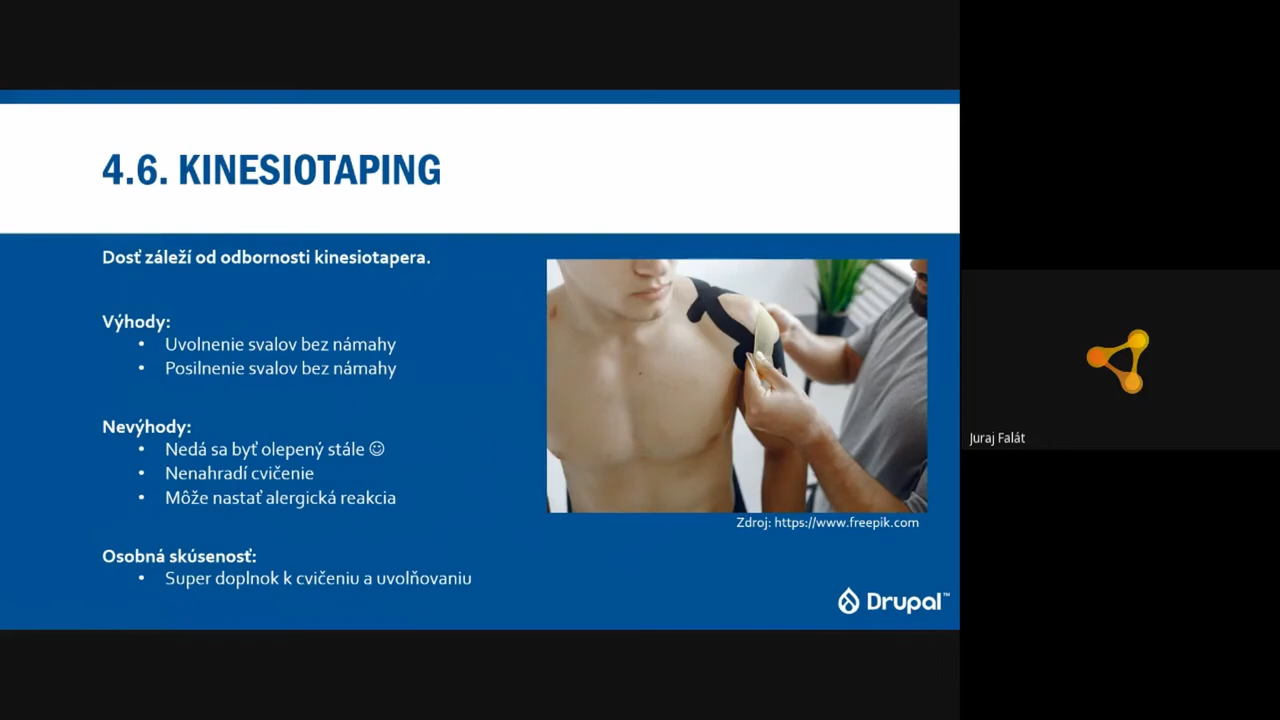 4.6. KINESIOTAPING
Dosť záleží od odbornosti kinesiotapera.
Výhody:
• Uvolnenie svalov bez námahy
• Posilnenie svalov bez námahy
Nevýhody:
• Nedá sa byť olepený stále ☺
• Nenahradí cvičenie
• Môže nastať alergická reakcia
Osobná skúsenosť:
• Super doplnok k cvičeniu a uvolňovaniu
Zdroj: https://www.freepik.com
Drupal™
Juraj Falát